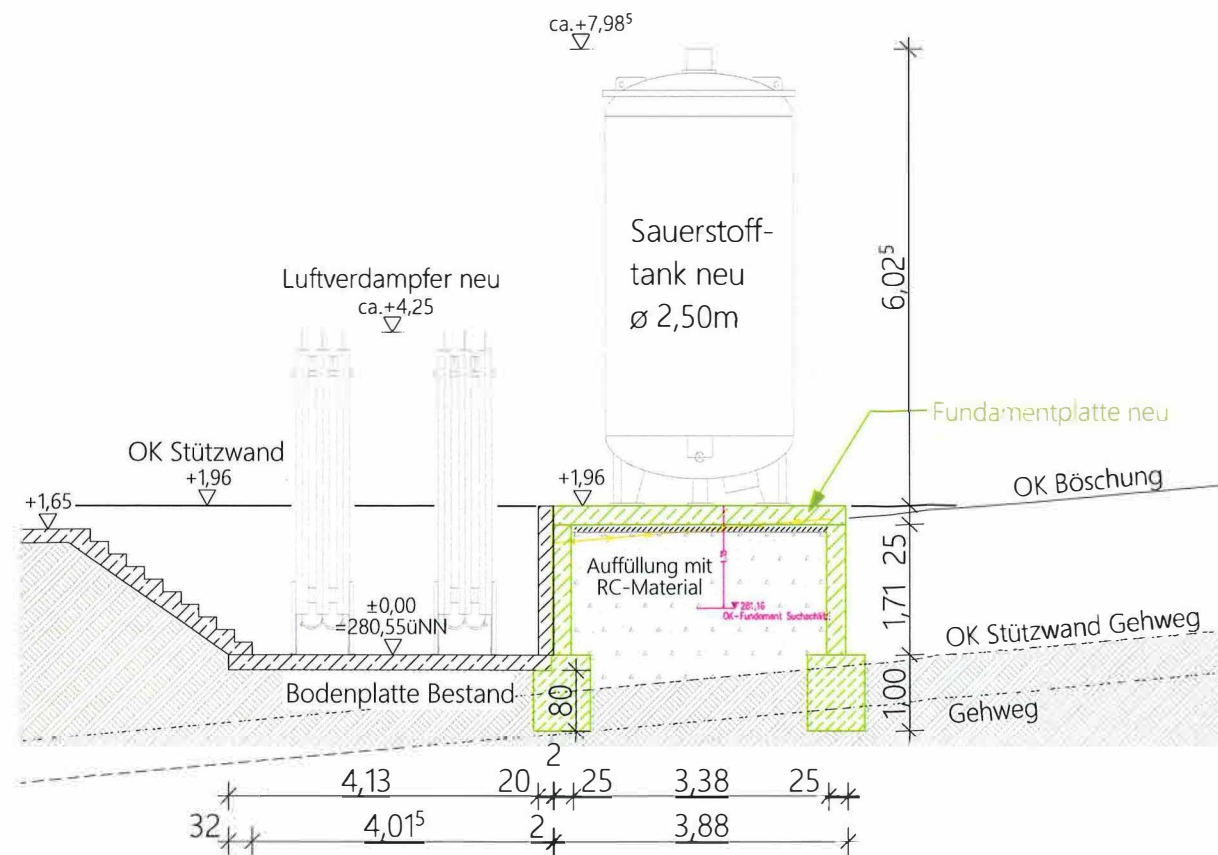 ca.+7,98⁵
Sauerstoff-
tank neu
ø 2,50m
6,02⁵
Luftverdampfer neu
ca.+4,25
Fundamentplatte neu
OK Stützwand
+1,96
+1,96
OK Böschung
+1,65
25
Auffüllung mit
RC-Material
±0,00
=280,55üNN
281,16
OK-Fundament Suchschlitz
1,71
OK Stützwand Gehweg
Bodenplatte Bestand
80
1,00
Gehweg
2
4,13 20 25 3,38 25
32 4,01⁵ 2 3,88